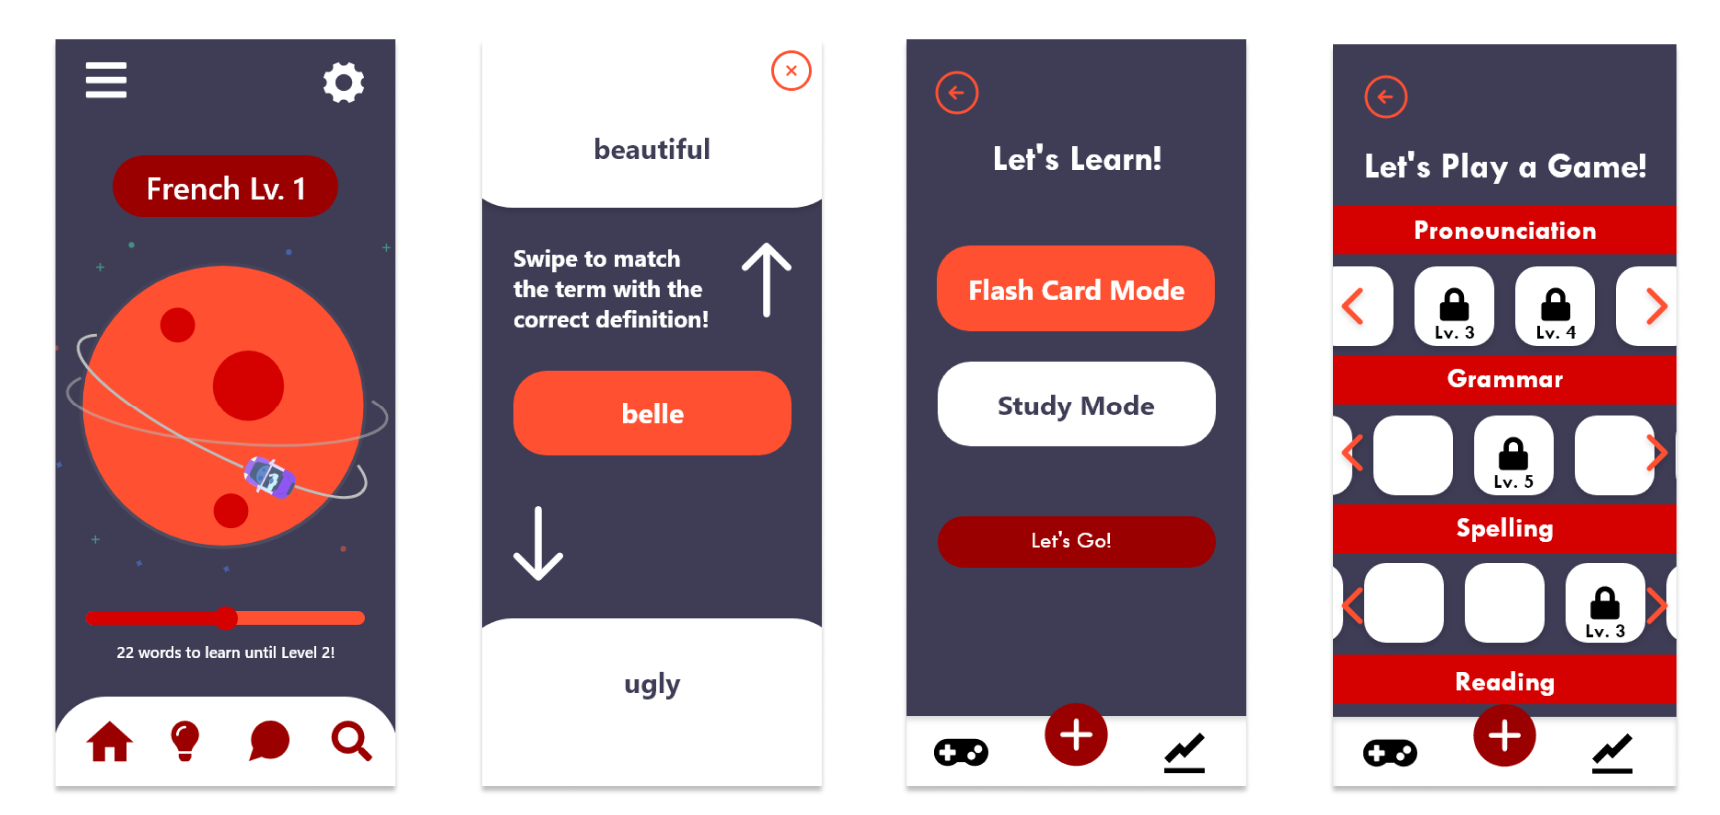 French Lv. 1
22 words to learn until Level 2!
beautiful
Swipe to match
the term with the
correct definition!
belle
ugly
Let's Learn!
Flash Card Mode
Study Mode
Let's Go!
Let's Play a Game!
Pronounciation
Lv. 3
Lv. 4
Grammar
Lv. 5
Spelling
Lv. 3
Reading